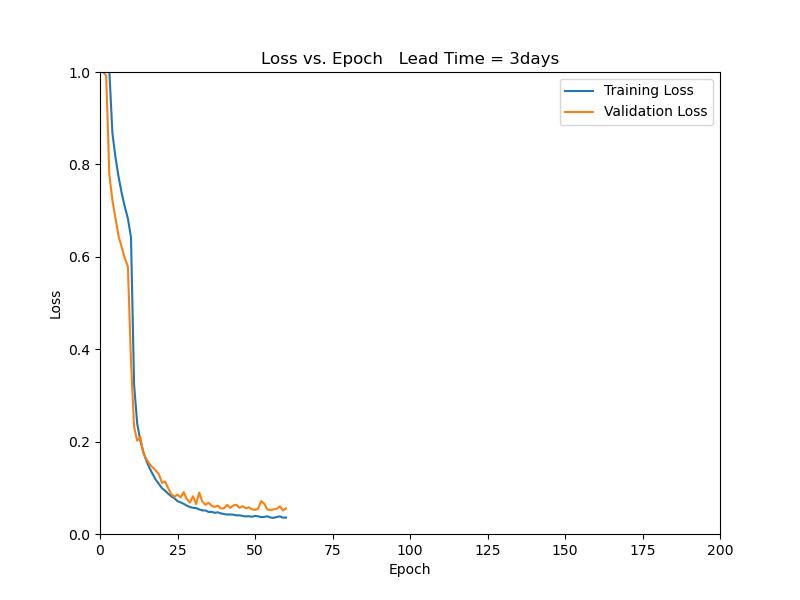 Loss vs. Epoch   Lead Time = 3days
Training Loss
Validation Loss
1.0
0.8
0.6
0.4
0.2
0.0
Loss
0 25 50 75 100 125 150 175 200
Epoch